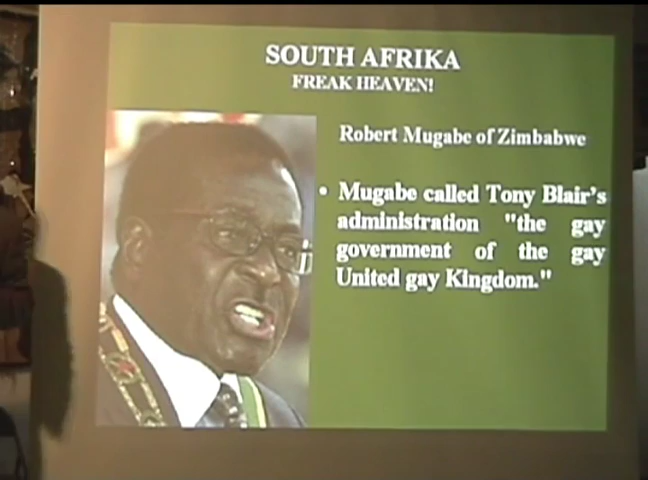 SOUTH AFRIKA
FREAK HEAVEN!
Robert Mugabe of Zimbabwe
• Mugabe called Tony Blair's
administration "the gay
government of the gay
United gay Kingdom."